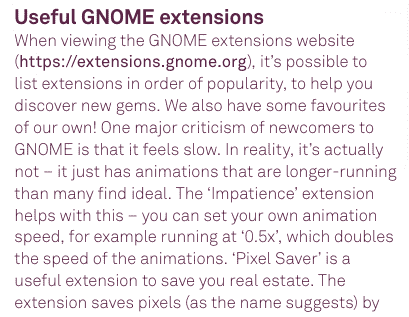 Useful GNOME extensions
When viewing the GNOME extensions website
(https://extensions.gnome.org), it’s possible to
list extensions in order of popularity, to help you
discover new gems. We also have some favourites
of our own! One major criticism of newcomers to
GNOME is that it feels slow. In reality, it’s actually
not – it just has animations that are longer-running
than many find ideal. The ‘Impatience’ extension
helps with this – you can set your own animation
speed, for example running at ‘0.5x’, which doubles
the speed of the animations. ‘Pixel Saver’ is a
useful extension to save you real estate. The
extension saves pixels (as the name suggests) by